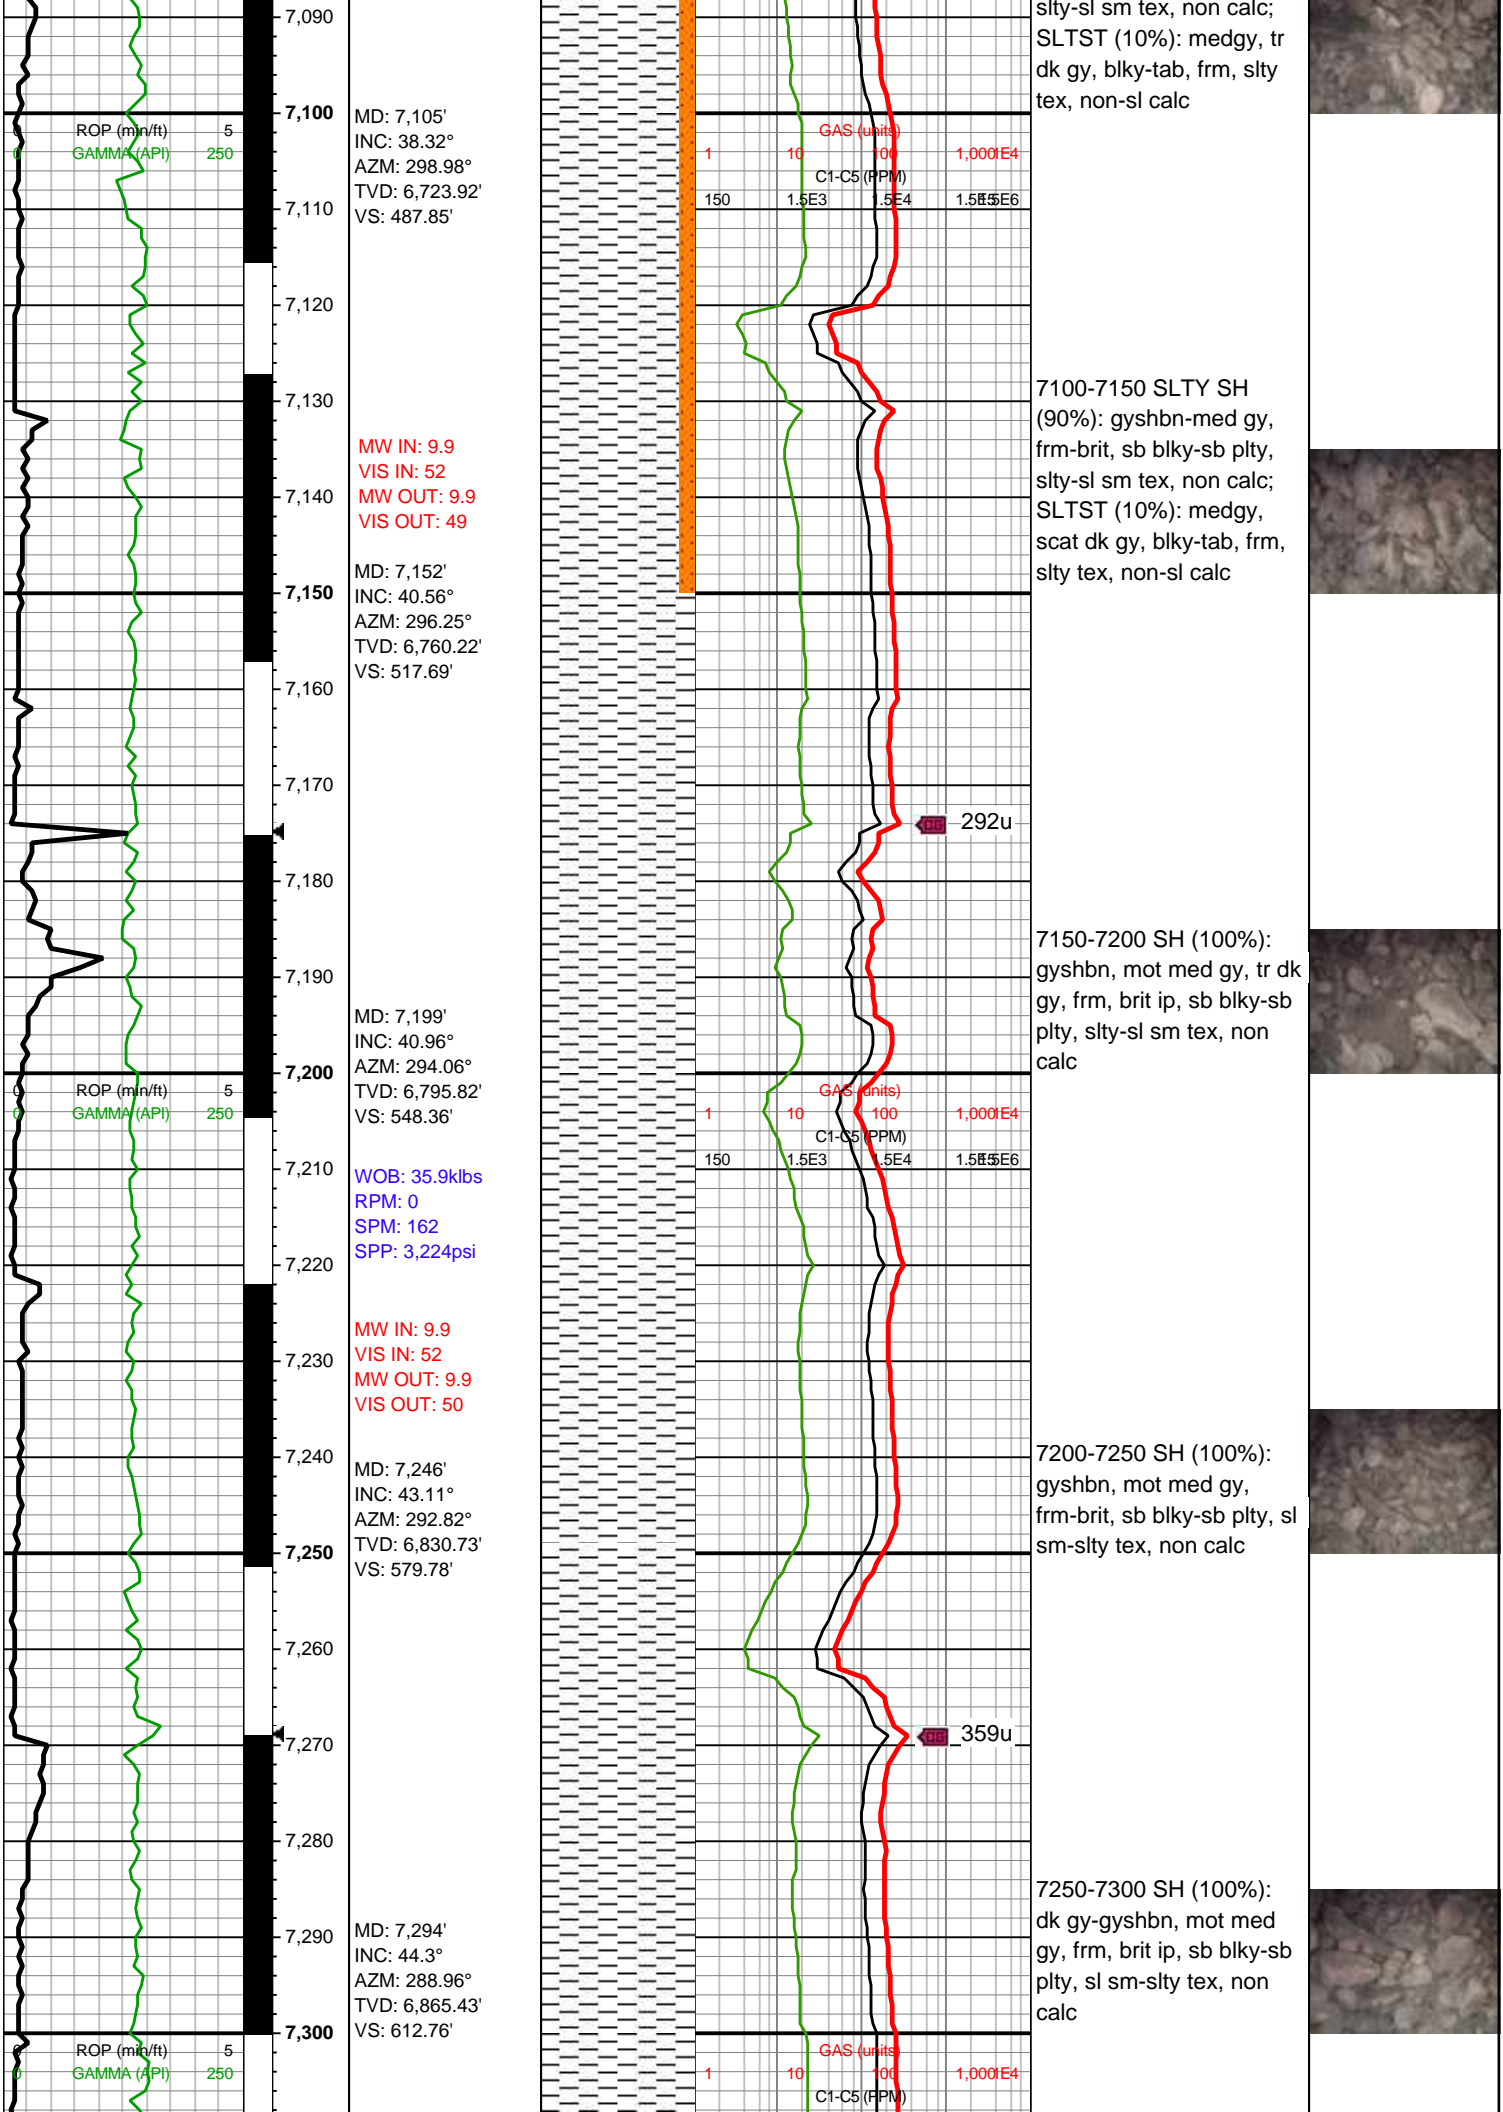 slty-sl sm tex, non calc;
SLTST (10%): medgy, tr
dk gy, blky-tab, frm, slty
tex, non-sl calc
7,090
7,100
ROP (min/ft) 5
0 GAMMA (API) 250
MD: 7,105'
INC: 38.32°
AZM: 298.98°
TVD: 6,723.92'
VS: 487.85'
GAS (units)
1 10 100 1,000 1E4
C1-C5 (PPM)
150 1.5E3 1.5E4 1.5E5 1.5E6
7,110
7,120
7,130
7100-7150 SLTY SH
(90%): gyshbn-med gy,
frm-brit, sb blky-sb plty,
slty-sl sm tex, non calc;
SLTST (10%): medgy,
scat dk gy, blky-tab, frm,
slty tex, non-sl calc
MW IN: 9.9
VIS IN: 52
MW OUT: 9.9
VIS OUT: 49
7,140
MD: 7,152'
INC: 40.56°
AZM: 296.25°
TVD: 6,760.22'
VS: 517.69'
7,150
7,160
7,170
OG 292u
7,180
7150-7200 SH (100%):
gyshbn, mot med gy, tr dk
gy, frm, brit ip, sb blky-sb
plty, slty-sl sm tex, non
calc
7,190
MD: 7,199'
INC: 40.96°
AZM: 294.06°
TVD: 6,795.82'
VS: 548.36'
7,200
ROP (min/ft) 5
0 GAMMA (API) 250
GAS (units)
1 10 100 1,000 1E4
C1-C5 (PPM)
150 1.5E3 1.5E4 1.5E5 1.5E6
7,210
WOB: 35.9klbs
RPM: 0
SPM: 162
SPP: 3,224psi
7,220
MW IN: 9.9
VIS IN: 52
MW OUT: 9.9
VIS OUT: 50
7,230
7,240
7200-7250 SH (100%):
gyshbn, mot med gy,
frm-brit, sb blky-sb plty, sl
sm-slty tex, non calc
MD: 7,246'
INC: 43.11°
AZM: 292.82°
TVD: 6,830.73'
VS: 579.78'
7,250
7,260
7,270
OG 359u
7,280
7250-7300 SH (100%):
dk gy-gyshbn, mot med
gy, frm, brit ip, sb blky-sb
plty, sl sm-slty tex, non
calc
7,290
MD: 7,294'
INC: 44.3°
AZM: 288.96°
TVD: 6,865.43'
VS: 612.76'
7,300
0 ROP (min/ft) 5
0 GAMMA (API) 250
GAS (units)
1 10 100 1,000 1E4
C1-C5 (PPM)